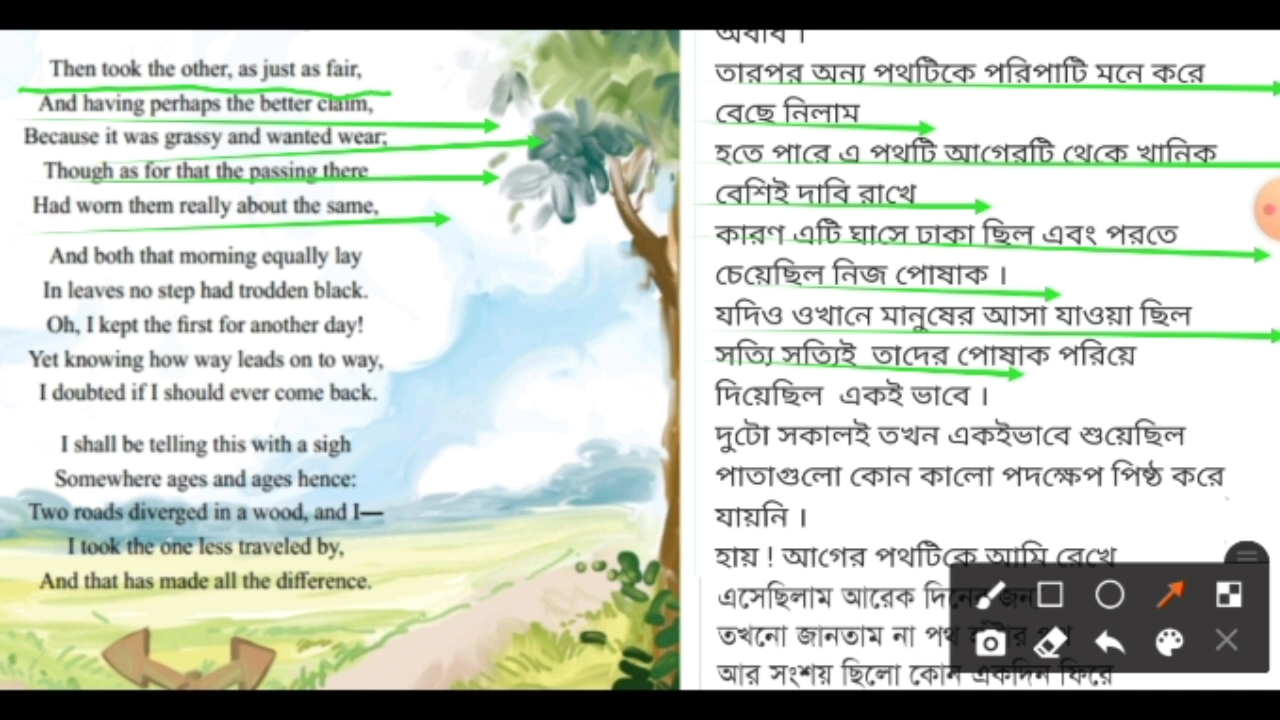 Then took the other, as just as fair,
And having perhaps the better claim,
Because it was grassy and wanted wear;
Though as for that the passing there
Had worn them really about the same,
And both that morning equally lay
In leaves no step had trodden black.
Oh, I kept the first for another day!
Yet knowing how way leads on to way,
I doubted if I should ever come back.
I shall be telling this with a sigh
Somewhere ages and ages hence:
Two roads diverged in a wood, and I—
I took the one less traveled by,
And that has made all the difference.
তারপর অন্য পথটিকে পরিপাটি মনে করে
বেছে নিলাম
হতে পারে এ পথটি আগেরটি থেকে খানিক
বেশিই দাবি রাখে
কারণ এটি ঘাসে ঢাকা ছিল এবং পরতে
চেয়েছিল নিজ পোষাক ।
যদিও ওখানে মানুষের আসা যাওয়া ছিল
সত্যি সত্যিই তাদের পোষাক পরিয়ে
দিয়েছিল একই ভাবে ।
দুটো সকালই তখন একইভাবে শুয়েছিল
পাতাগুলো কোন কালো পদক্ষেপ পিষ্ঠ করে
যায়নি ।
হায় ! আগের পথটিকে আমি রেখে
এসেছিলাম আরেক দিনের
তখনো জানতাম না পথ
আর সংশয় ছিলো কোন একদিন ফিরে